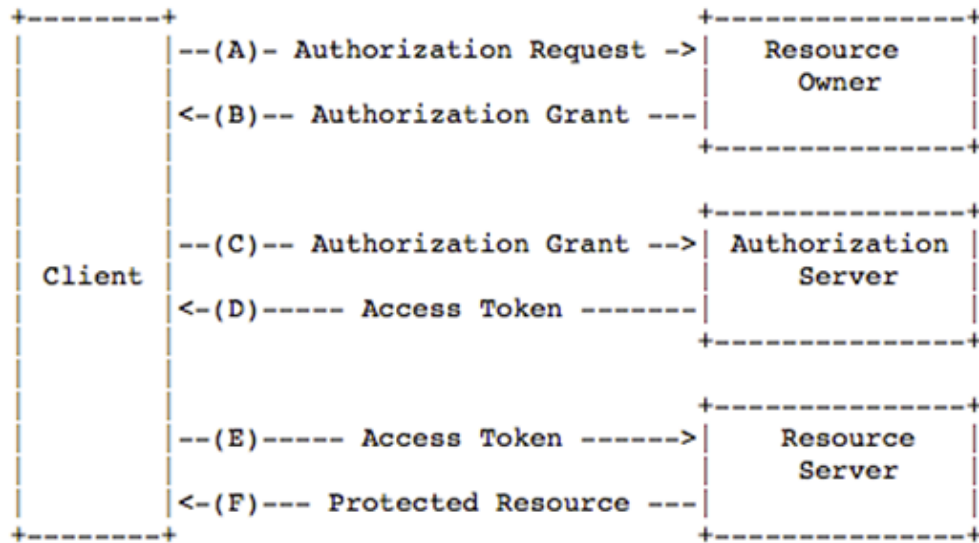 --(A)- Authorization Request -> Resource
Owner
<-(B)-- Authorization Grant ---
--(C)-- Authorization Grant --> Authorization
Client Server
<-(D)----- Access Token -------
--(E)----- Access Token ------> Resource
Server
<-(F)--- Protected Resource ---